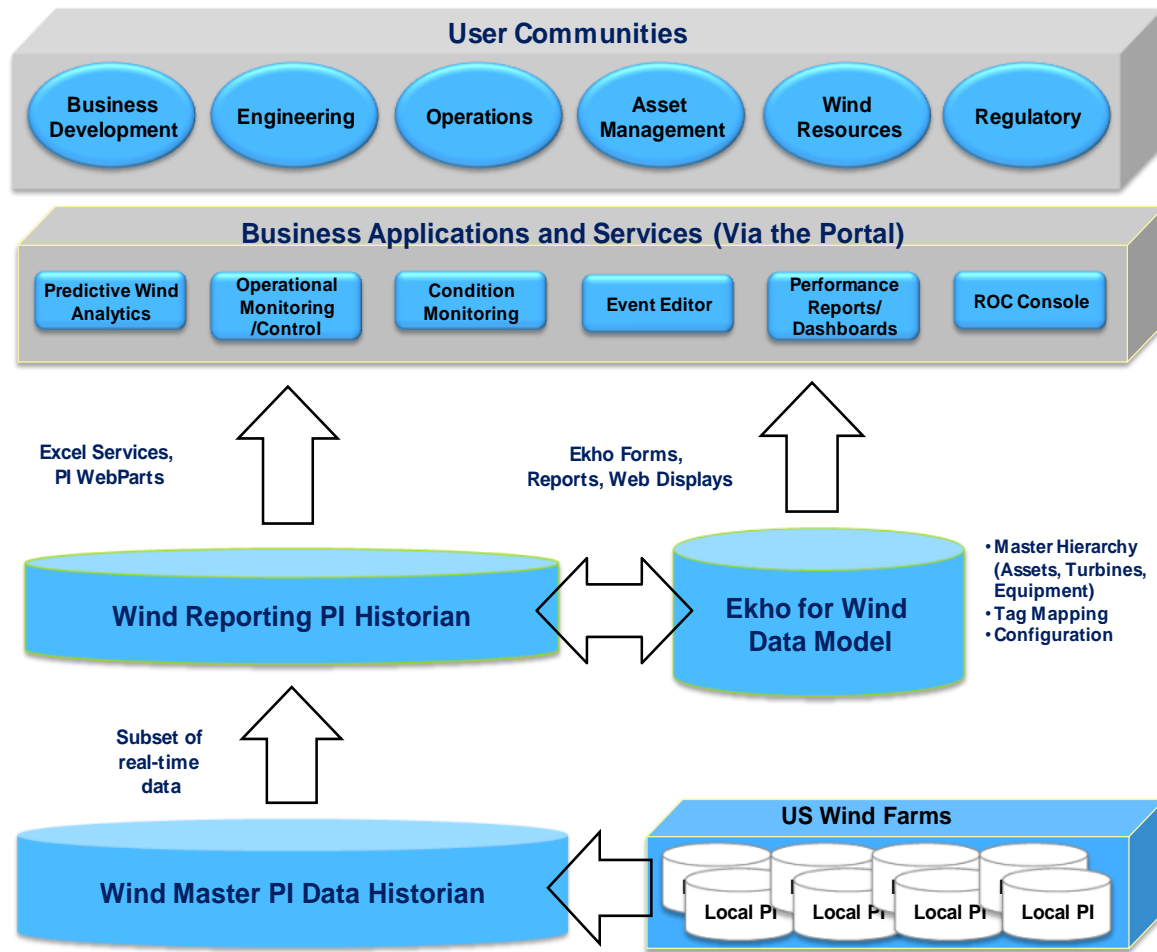 User Communities
Business
Development
Engineering
Operations
Asset
Management
Wind
Resources
Regulatory
Business Applications and Services (Via the Portal)
Predictive Wind
Analytics
Operational
Monitoring
/Control
Condition
Monitoring
Event Editor
Performance
Reports/
Dashboards
ROC Console
Excel Services,
PI WebParts
Ekho Forms,
Reports, Web Displays
Wind Reporting PI Historian
Ekho for Wind
Data Model
• Master Hierarchy
(Assets, Turbines,
Equipment)
• Tag Mapping
• Configuration
Subset of
real-time
data
US Wind Farms
Wind Master PI Data Historian
Local PI
Local PI
Local PI
Local PI